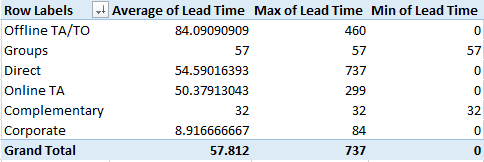 Row Labels Average of Lead Time Max of Lead Time Min of Lead Time
Offline TA/TO 84.09090909 460 0
Groups 57 57 57
Direct 54.59016393 737 0
Online TA 50.37913043 299 0
Complementary 32 32 32
Corporate 8.916666667 84 0
Grand Total 57.812 737 0